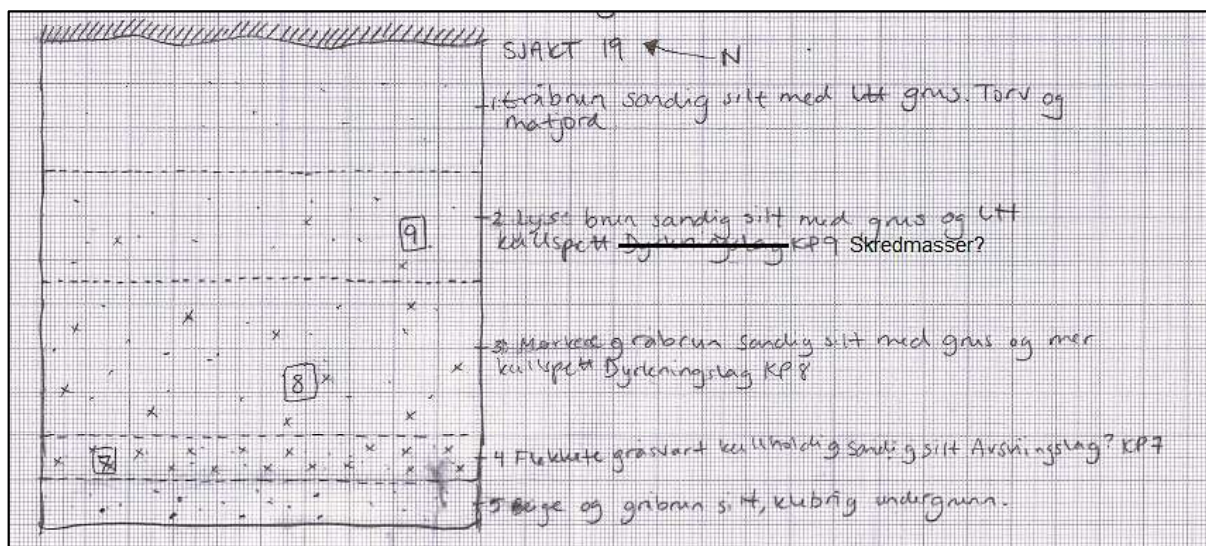 SJAKT 19 N
1 Gråbrun sandig silt med litt grus. Torv og
matjord
2 Lys brun sandig silt med grus og litt
9
kullspett Dyrkningslag KP9 Skredmasser?
3 Mørkere gråbrun sandig silt med grus og mer
kullspett Dyrkningslag KP8
8
4 Flekkete gråsvart kullholdig sandig silt Avsvningslag? KP7
7
5 Beige og gråbrun silt, klebrig undergrunn.